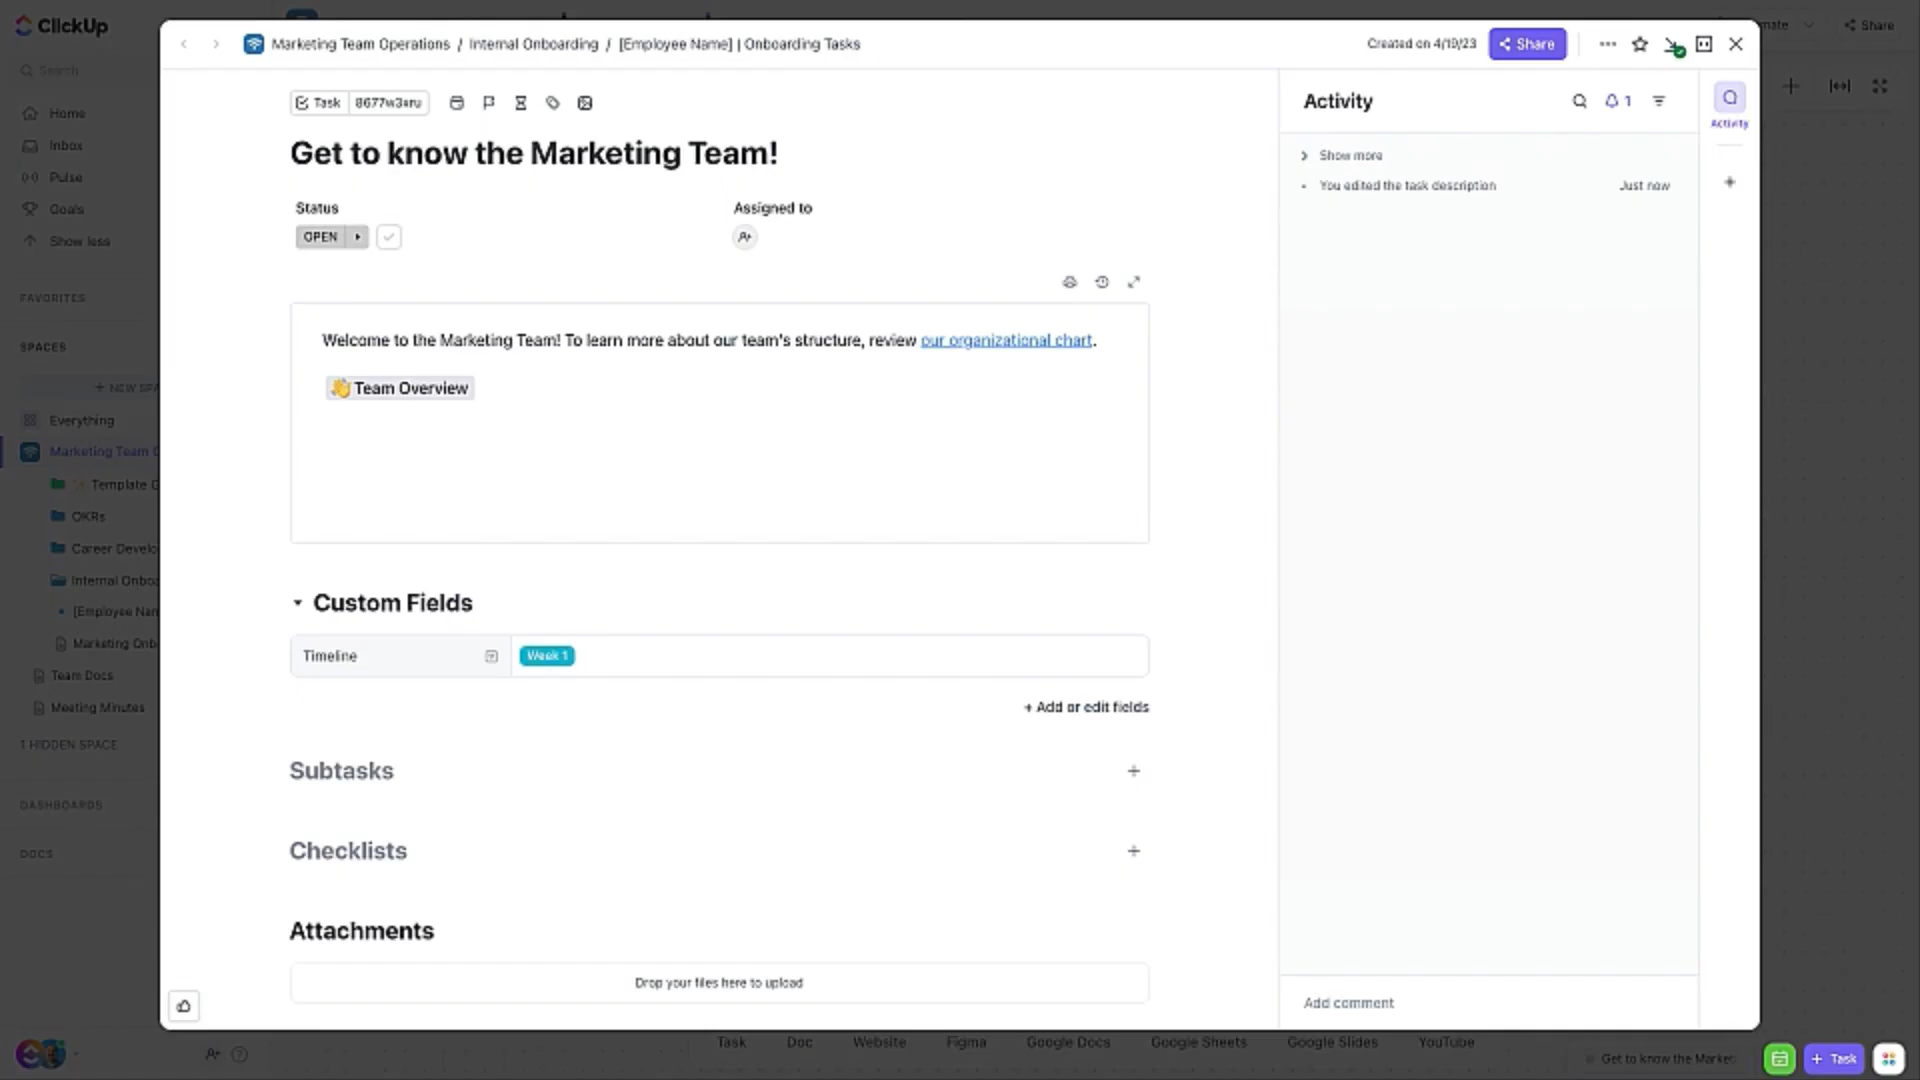 ClickUp
Search
Home
Inbox
Pulse
Goals
Show less
FAVORITES
SPACES
+ NEW SPA
Everything
Marketing Team O
Template G
OKRs
Career Develo
Internal Onboa
[Employee Nam
Marketing Onb
Team Docs
Meeting Minutes
1 HIDDEN SPACE
DASHBOARDS
DOCS
Marketing Team Operations / Internal Onboarding / [Employee Name] | Onboarding Tasks
Created on 4/19/23
Share
Share
Task
Get to know the Marketing Team!
Status
Assigned to
OPEN
Welcome to the Marketing Team! To learn more about our team's structure, review our organizational chart.
👋 Team Overview
Custom Fields
Timeline
Week 1
+ Add or edit fields
Subtasks
Checklists
Attachments
Drop your files here to upload
Activity
1
Activity
Show more
You edited the task description
Just now
Add comment
Task
Doc
Website
Figma
Google Docs
Google Sheets
Google Slides
YouTube
Get to know the Market
+ Task